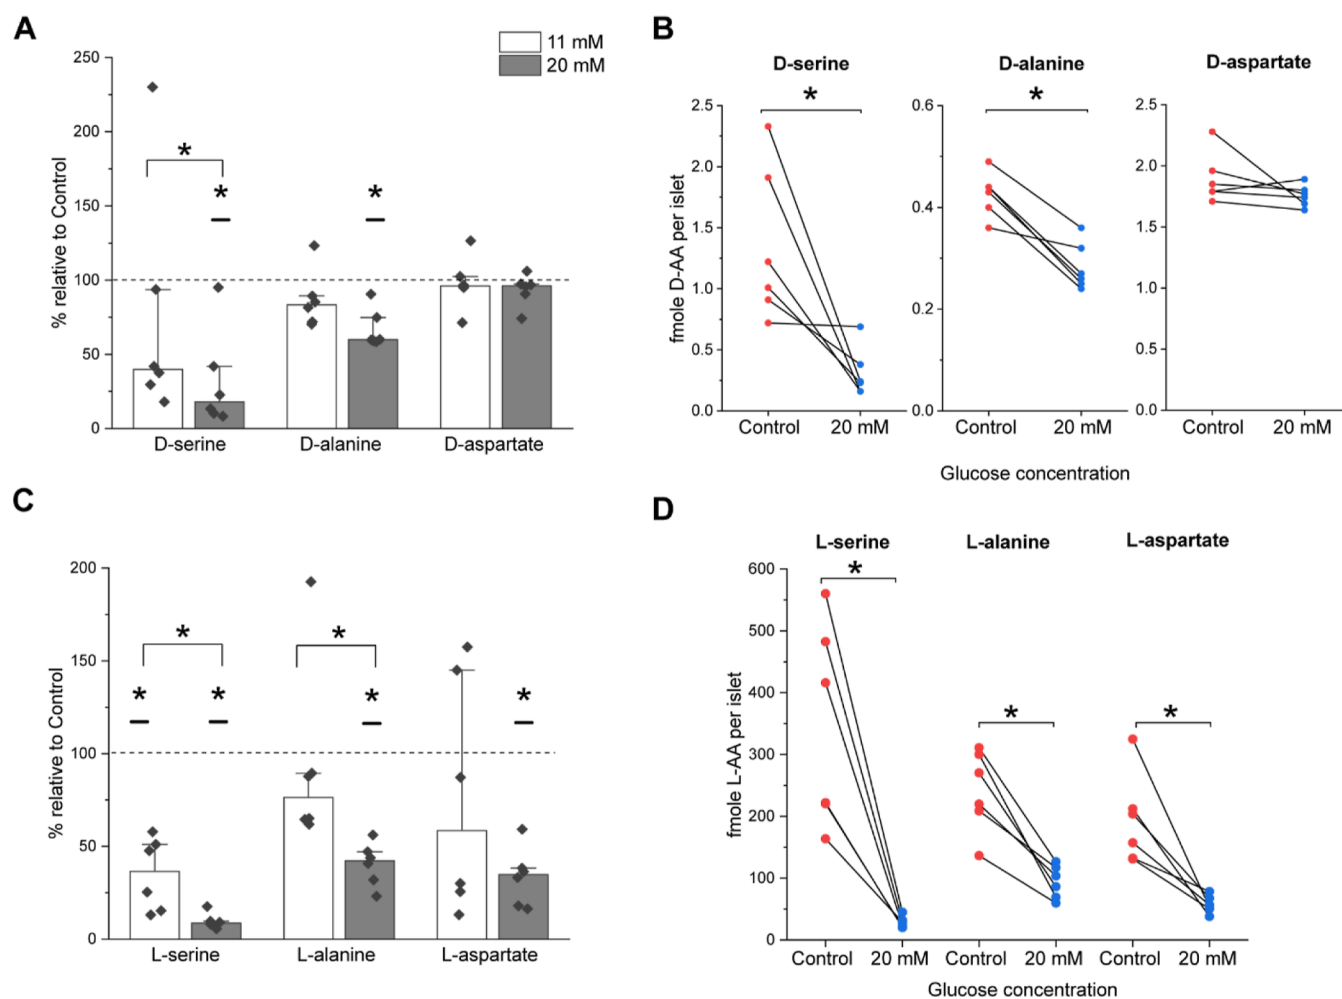 A
11 mM
20 mM
% relative to Control
250
200
150
100
50
0
*
*
*
D-serine
D-alanine
D-aspartate
B
D-serine
D-alanine
D-aspartate
fmole D-AA per islet
2.5
2.0
1.5
1.0
0.5
0.0
*
Control
20 mM
0.6
0.4
0.2
0.0
*
Control
20 mM
2.5
2.0
1.5
1.0
0.5
0.0
Control
20 mM
Glucose concentration
C
% relative to Control
200
150
100
50
0
*
*
*
*
*
*
L-serine
L-alanine
L-aspartate
D
L-serine
L-alanine
L-aspartate
fmole L-AA per islet
600
500
400
300
200
100
0
*
*
*
Control
20 mM
Control
20 mM
Control
20 mM
Glucose concentration